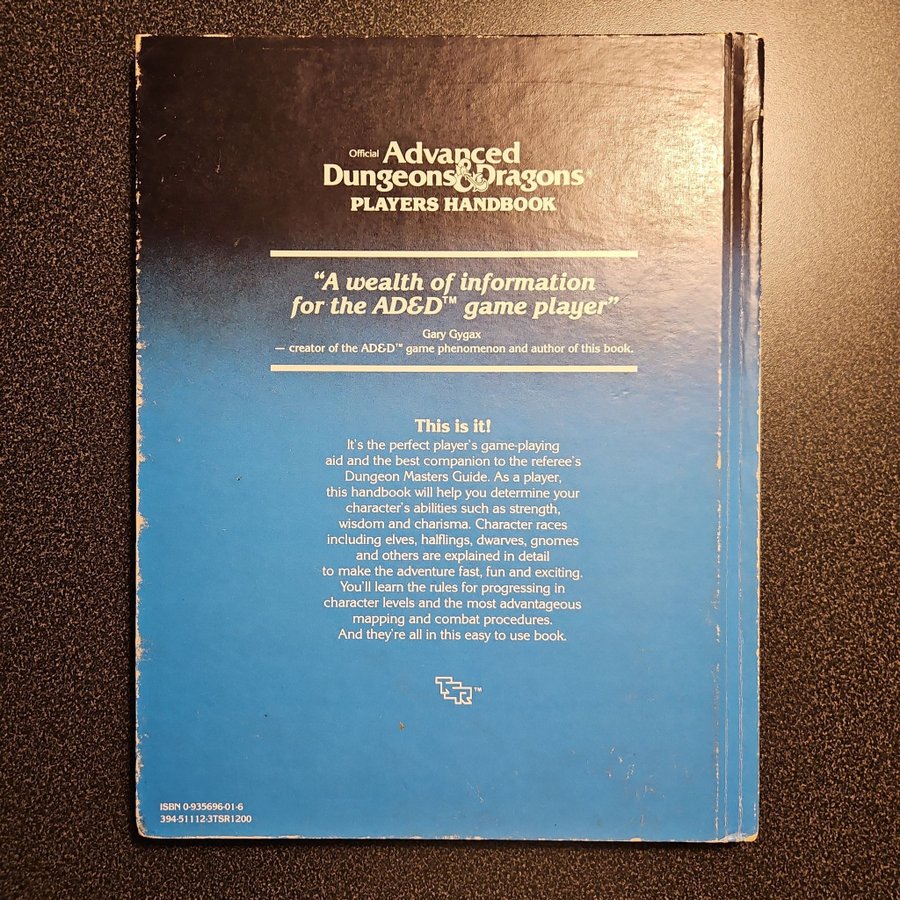 Official Advanced
Dungeons & Dragons®
PLAYERS HANDBOOK
“A wealth of information
for the AD&D™ game player”
Gary Gygax
— creator of the AD&D™ game phenomenon and author of this book.
This is it!
It's the perfect player's game-playing
aid and the best companion to the referee's
Dungeon Masters Guide. As a player,
this handbook will help you determine your
character's abilities such as strength,
wisdom and charisma. Character races
including elves, halflings, dwarves, gnomes
and others are explained in detail
to make the adventure fast, fun and exciting.
You'll learn the rules for progressing in
character levels and the most advantageous
mapping and combat procedures.
And they're all in this easy to use book.
TSR™
ISBN 0-935696-01-6
394-51112-3TSR1200